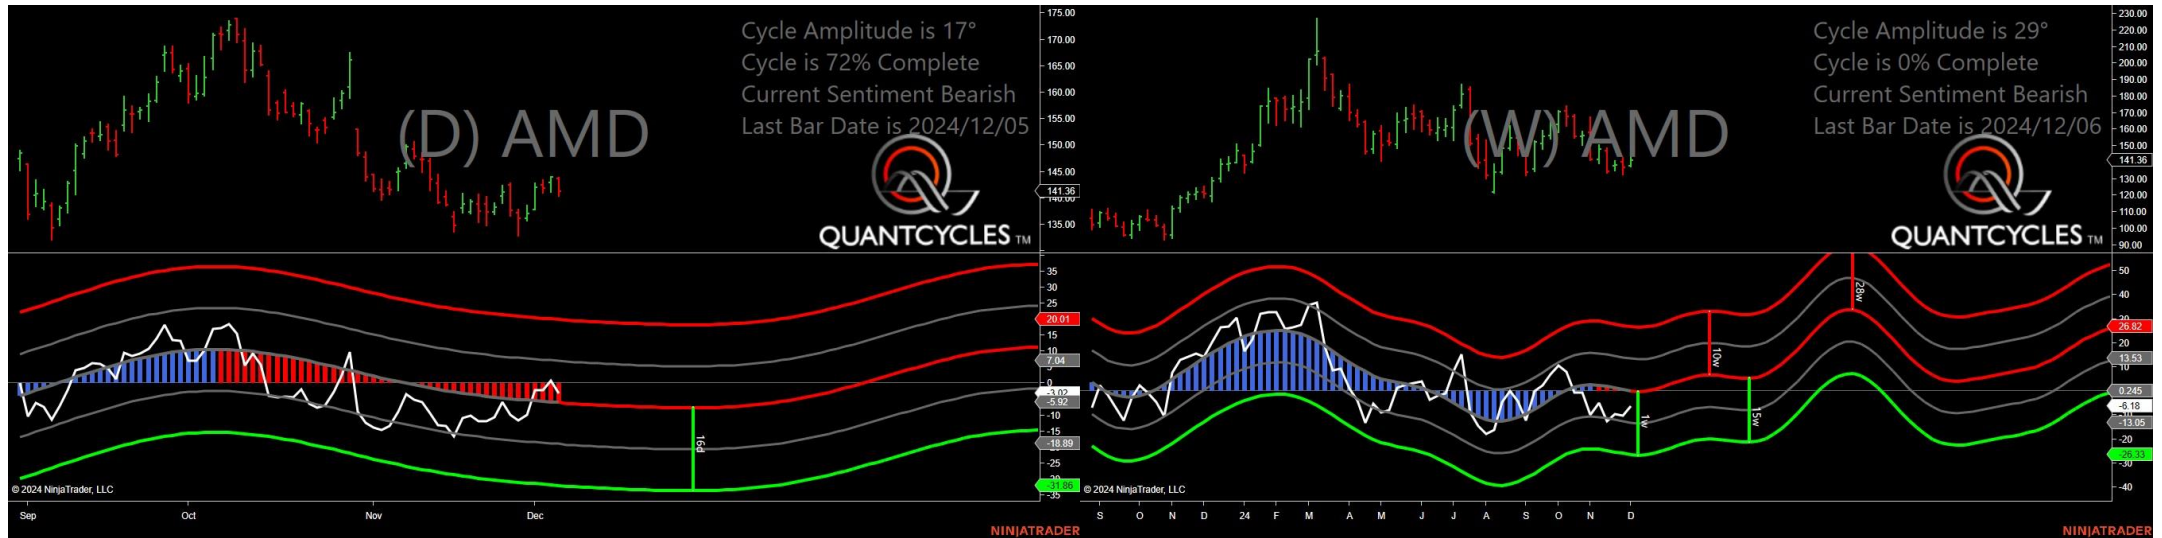 Cycle Amplitude is 17°
Cycle is 72% Complete
Current Sentiment Bearish
Last Bar Date is 2024/12/05
(D) AMD
QUANTCYCLES TM
175.00
170.00
165.00
160.00
155.00
150.00
145.00
141.36
140.00
135.00
35
30
25
20.01
15
10
7.04
0
-3.02
-5.92
-10
-15
-18.89
-25
-31.86
-35
16d
© 2024 NinjaTrader, LLC
Sep Oct Nov Dec
NINJATRADER
Cycle Amplitude is 29°
Cycle is 0% Complete
Current Sentiment Bearish
Last Bar Date is 2024/12/06
(W) AMD
QUANTCYCLES TM
230.00
220.00
210.00
200.00
190.00
180.00
170.00
160.00
150.00
141.36
130.00
120.00
110.00
100.00
90.00
50
40
30
26.82
20
13.53
10
0.245
-6.18
-13.05
-20
-26.33
-30
-40
28w
10w
1w
15w
© 2024 NinjaTrader, LLC
S O N D 24 F M A M J J A S O N D
NINJATRADER